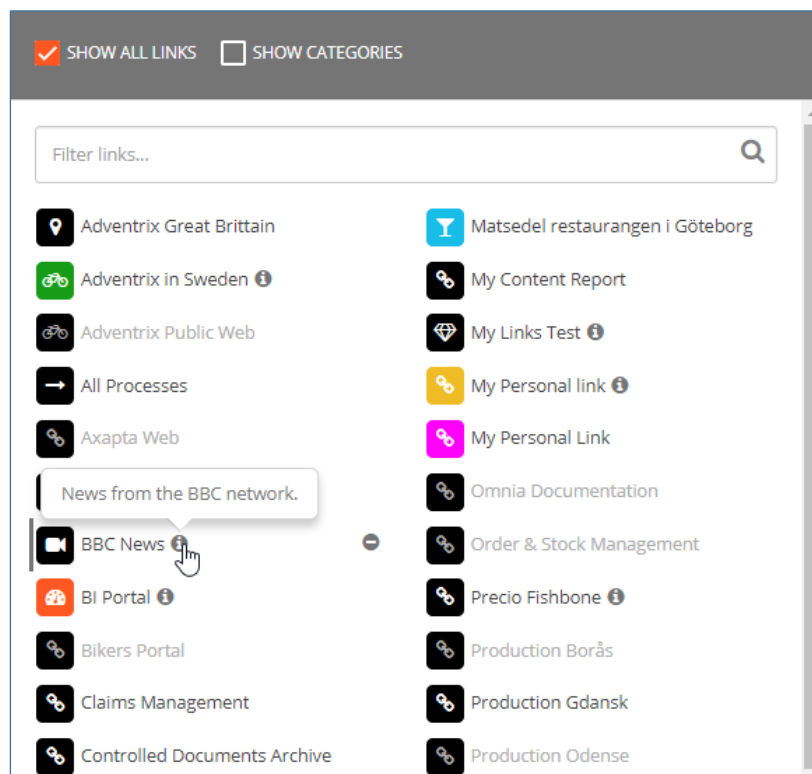 SHOW ALL LINKS
SHOW CATEGORIES
Filter links...
Adventrix Great Brittain
Adventrix in Sweden
Adventrix Public Web
All Processes
Axapta Web
News from the BBC network.
BBC News
BI Portal
Bikers Portal
Claims Management
Controlled Documents Archive
Matsedel restaurangen i Göteborg
My Content Report
My Links Test
My Personal link
My Personal Link
Omnia Documentation
Order & Stock Management
Precio Fishbone
Production Borås
Production Gdansk
Production Odense